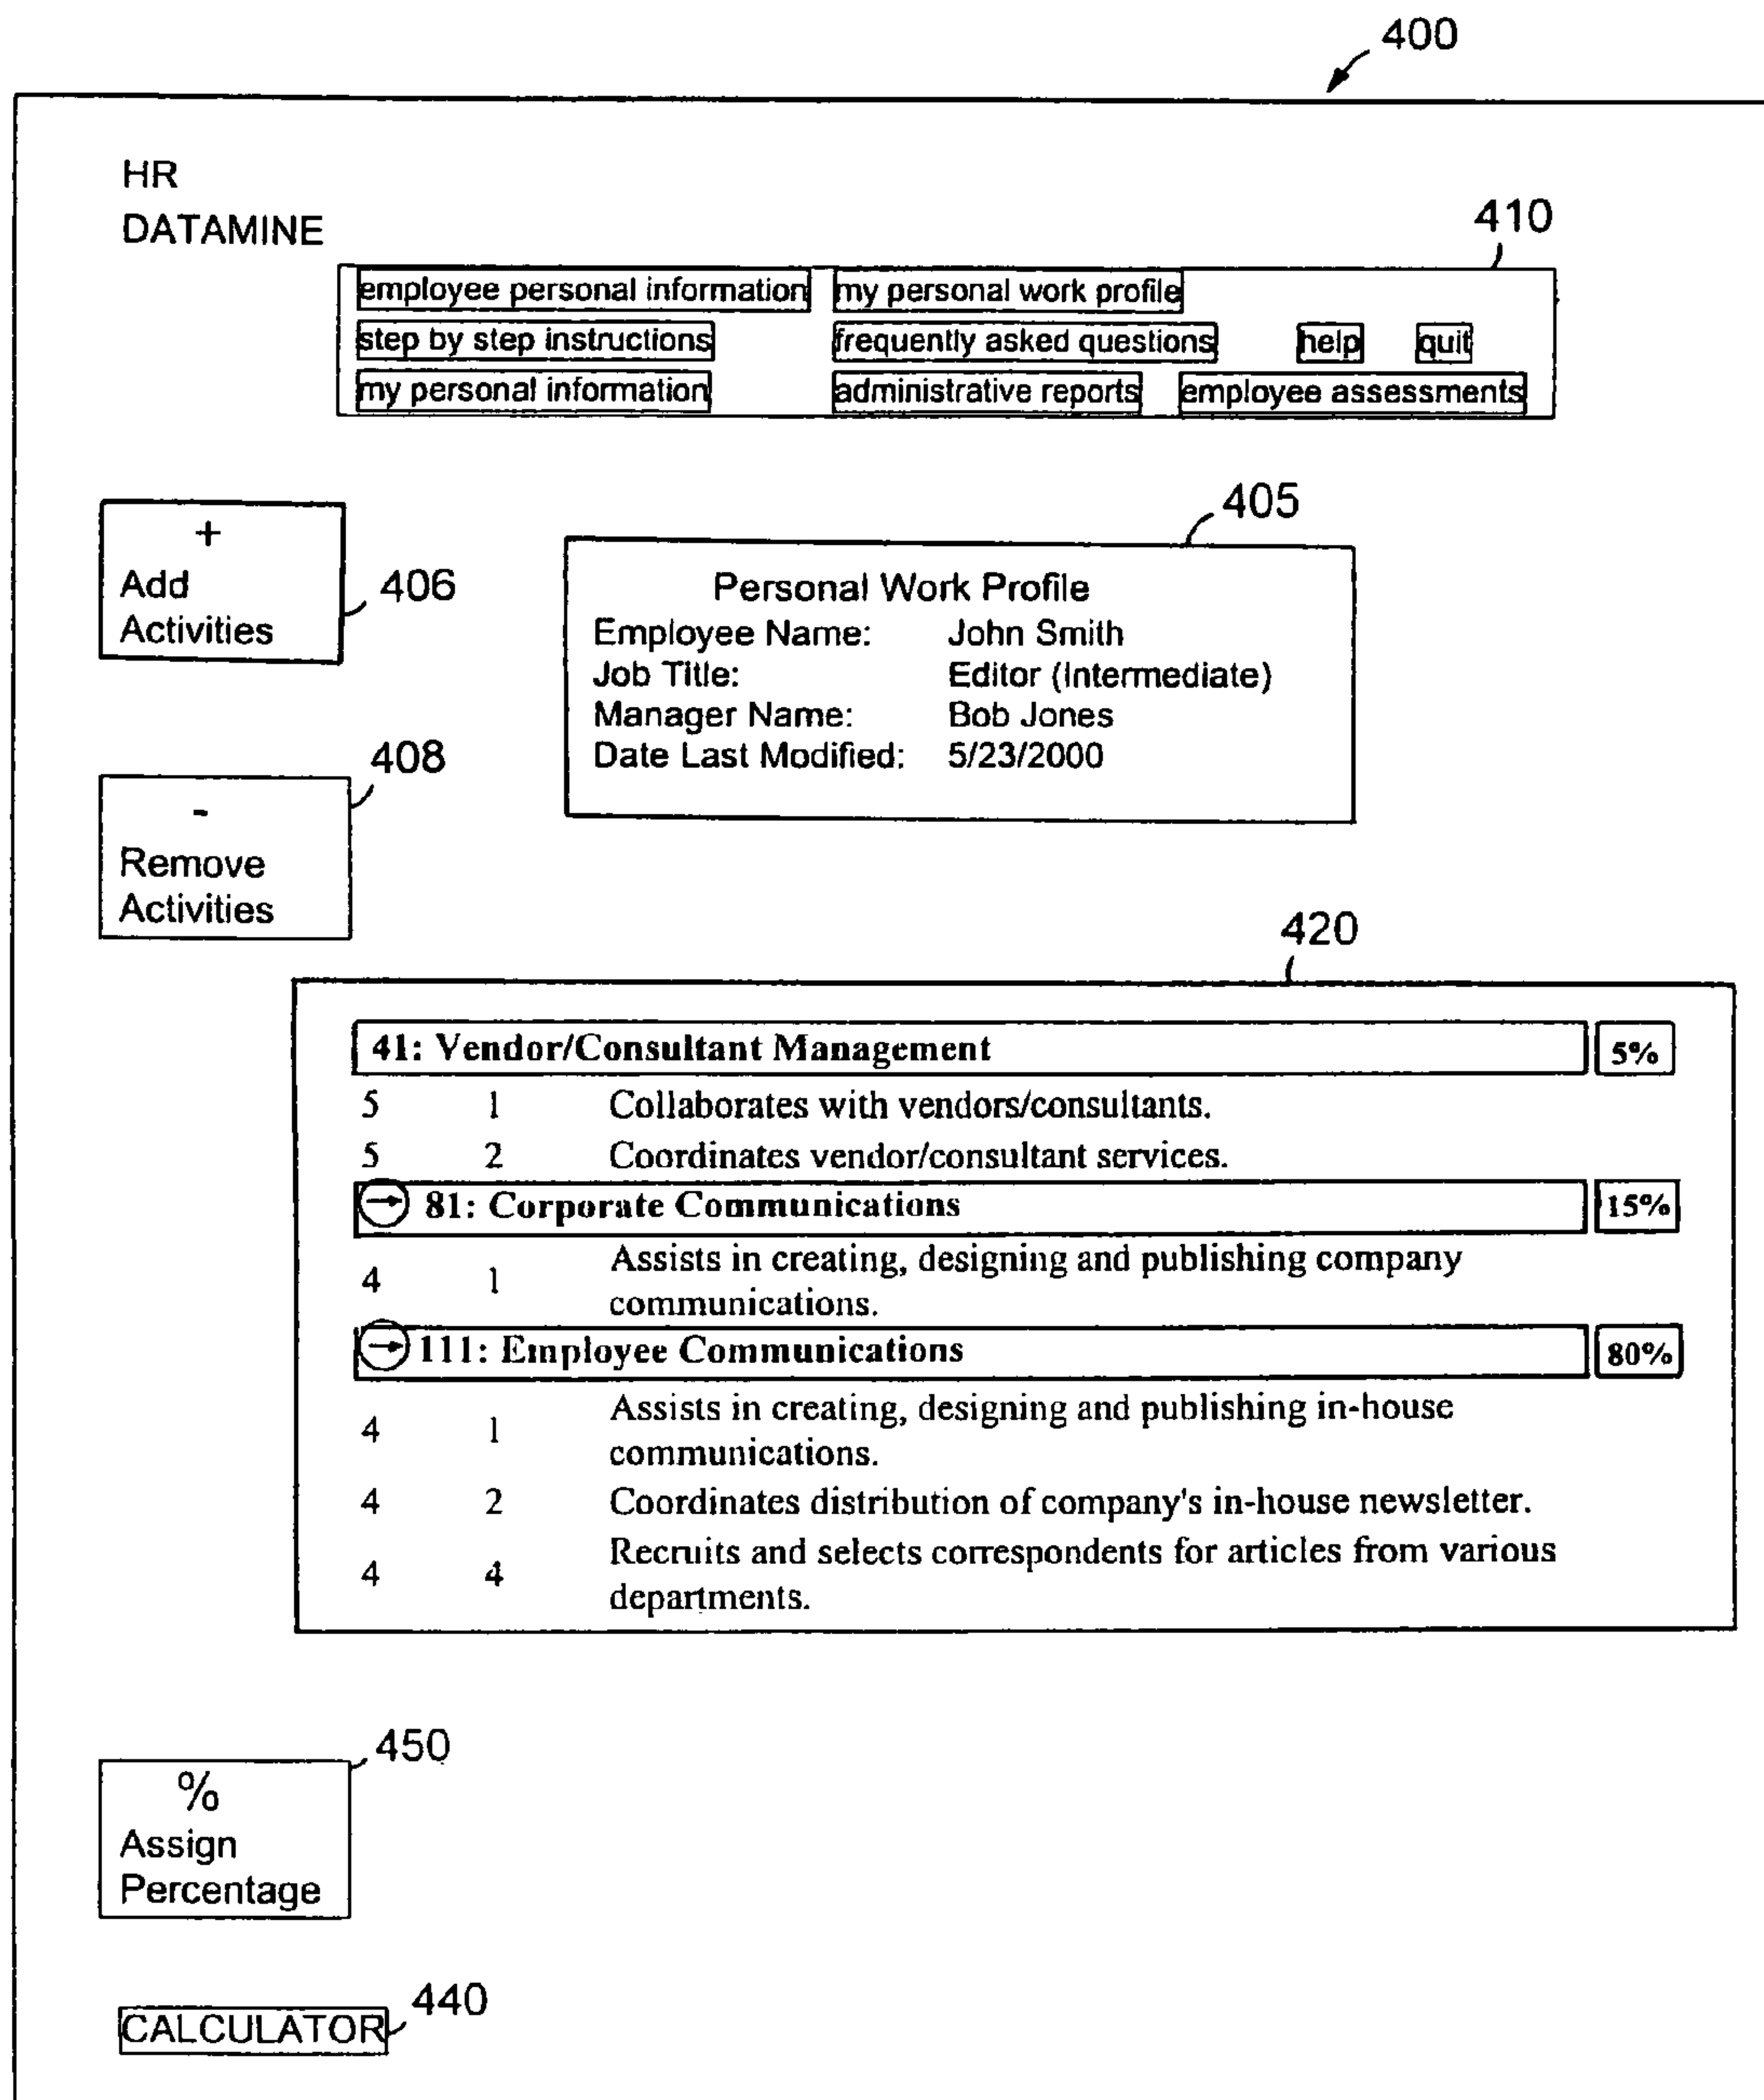 400
HR
DATAMINE
410
employee personal information my personal work profile
step by step instructions frequently asked questions help quit
my personal information administrative reports employee assessments
+
Add
Activities
406
405
Personal Work Profile
Employee Name: John Smith
Job Title: Editor (Intermediate)
Manager Name: Bob Jones
Date Last Modified: 5/23/2000
408
-
Remove
Activities
420
41: Vendor/Consultant Management 5%
5 1 Collaborates with vendors/consultants.
5 2 Coordinates vendor/consultant services.
→ 81: Corporate Communications 15%
4 1 Assists in creating, designing and publishing company
communications.
→ 111: Employee Communications 80%
4 1 Assists in creating, designing and publishing in-house
communications.
4 2 Coordinates distribution of company's in-house newsletter.
4 4 Recruits and selects correspondents for articles from various
departments.
450
%
Assign
Percentage
440
CALCULATOR